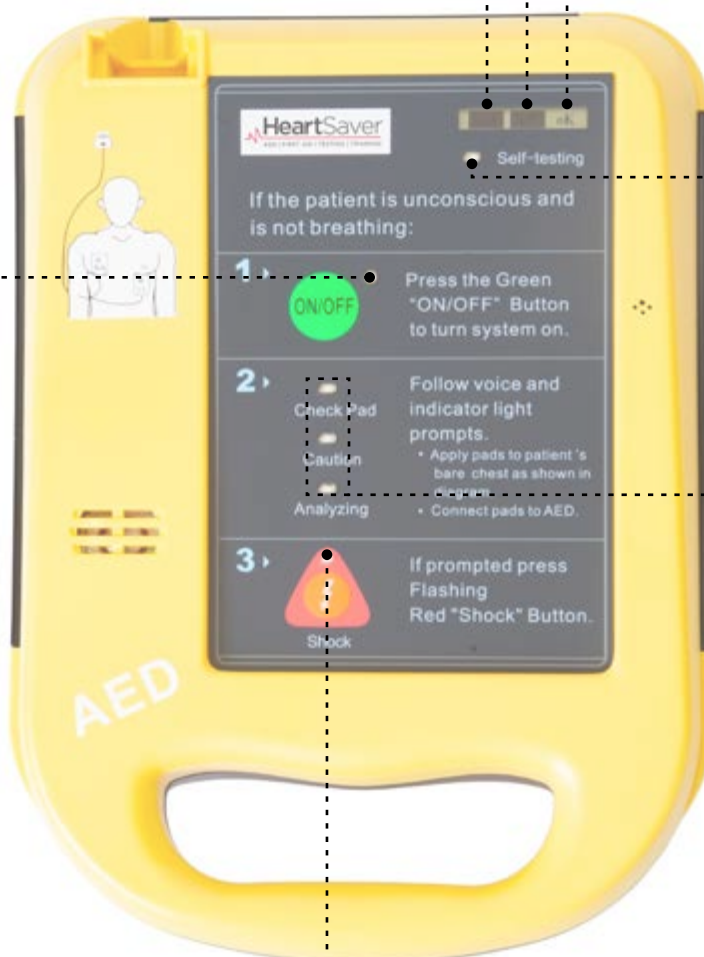 HeartSaver
Self-testing
If the patient is unconscious and
is not breathing:
1
ON/OFF
Press the Green
"ON/OFF" Button
to turn system on.
2
Check Pad
Caution
Analyzing
Follow voice and
indicator light
prompts.
• Apply pads to patient's
bare chest as shown in
diagram
• Connect pads to AED.
3
Shock
If prompted press
Flashing
Red "Shock" Button.
AED